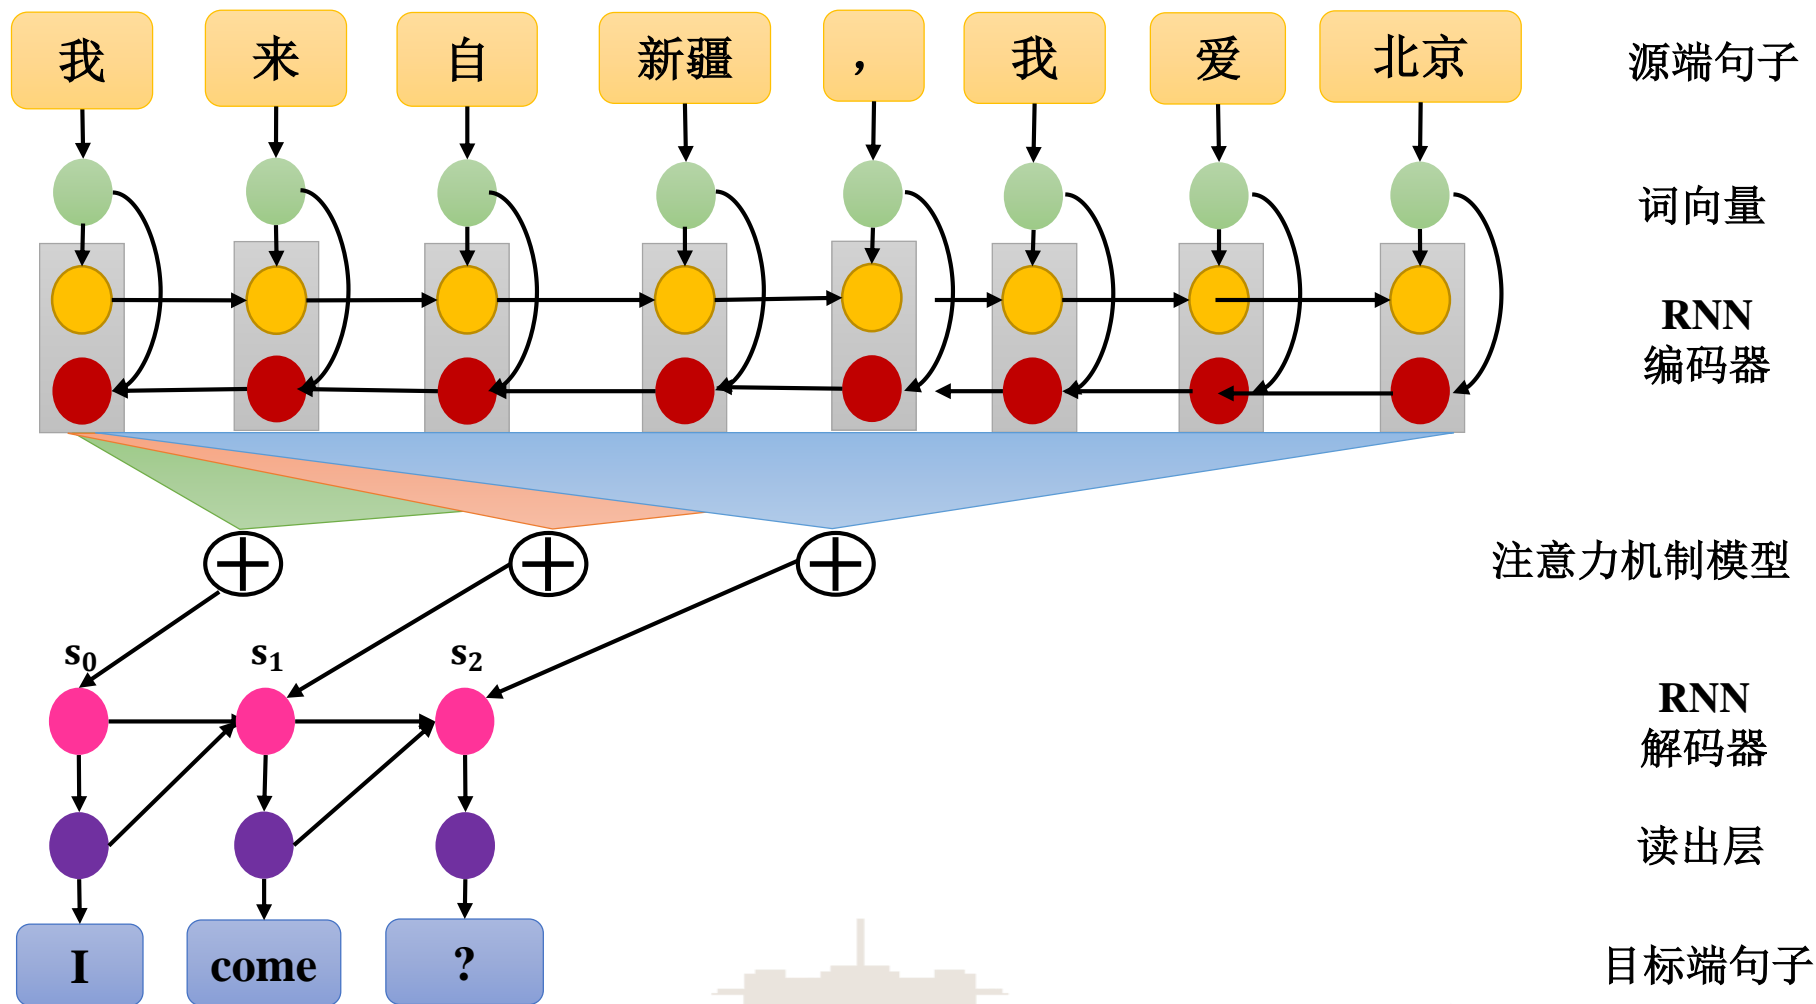 我 来 自 新疆 ， 我 爱 北京
源端句子
词向量
RNN
编码器
注意力机制模型
s₀ s₁ s₂
RNN
解码器
读出层
I come ?
目标端句子